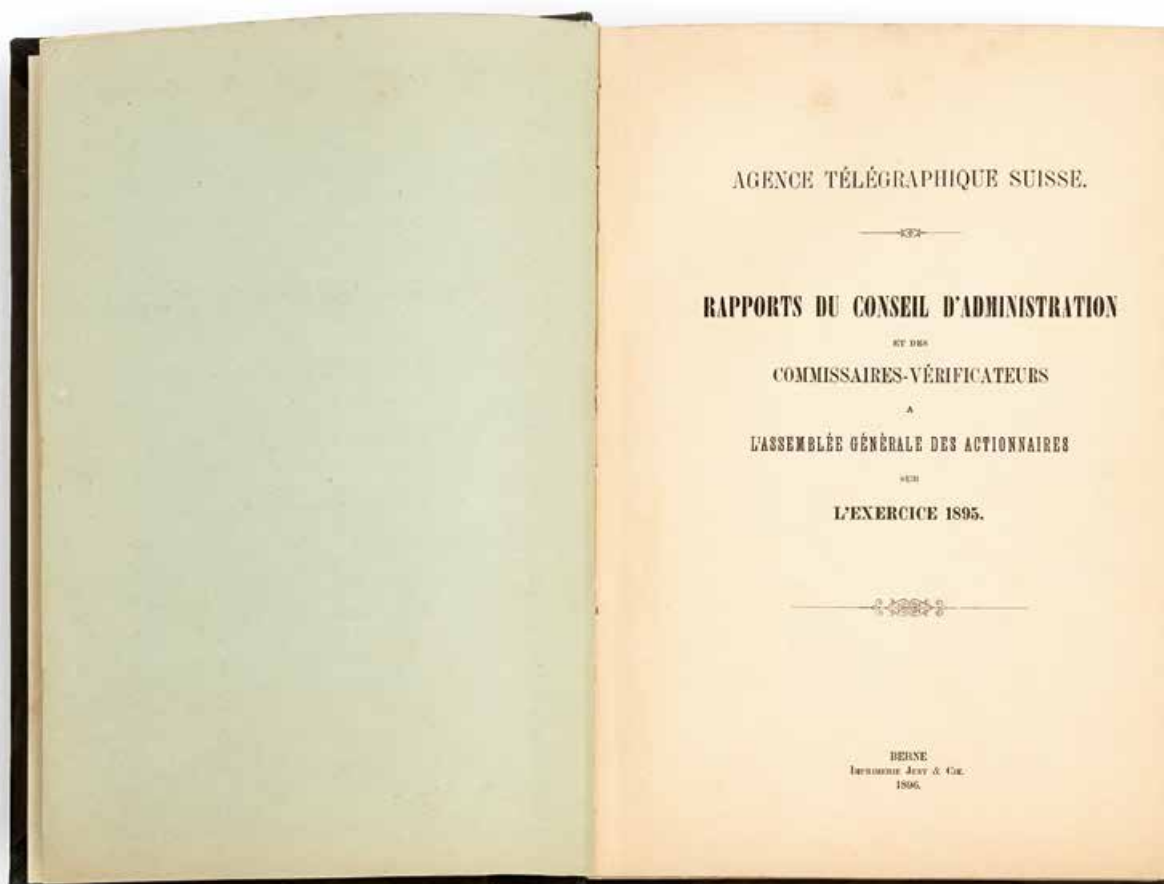 AGENCE TÉLÉGRAPHIQUE SUISSE.
RAPPORTS DU CONSEIL D'ADMINISTRATION
ET DES
COMMISSAIRES-VÉRIFICATEURS
A
L'ASSEMBLÉE GÉNÉRALE DES ACTIONNAIRES
SUR
L'EXERCICE 1895.
BERNE
IMPRIMERIE JENT & CIE.
1896.